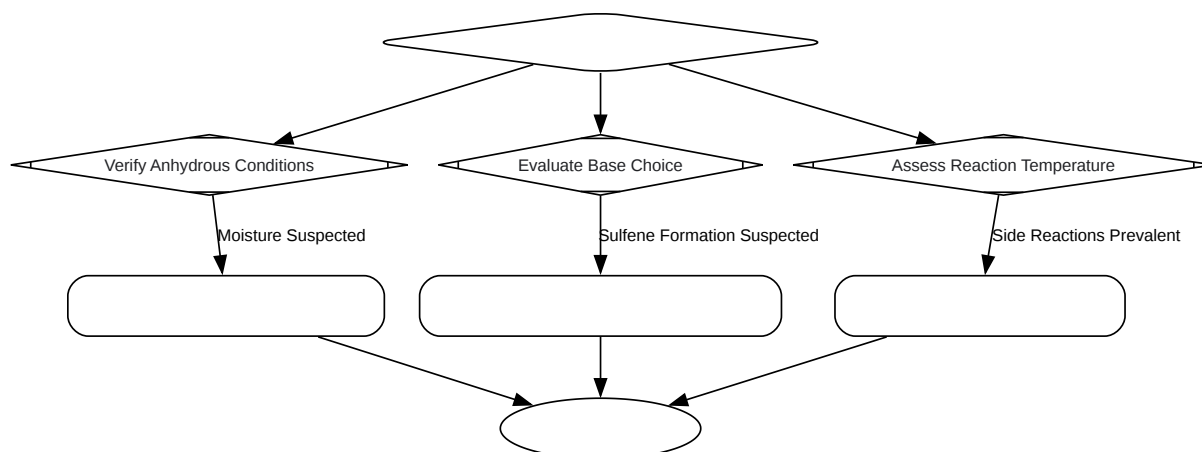 Verify Anhydrous Conditions
Evaluate Base Choice
Assess Reaction Temperature
Moisture Suspected
Sulfene Formation Suspected
Side Reactions Prevalent